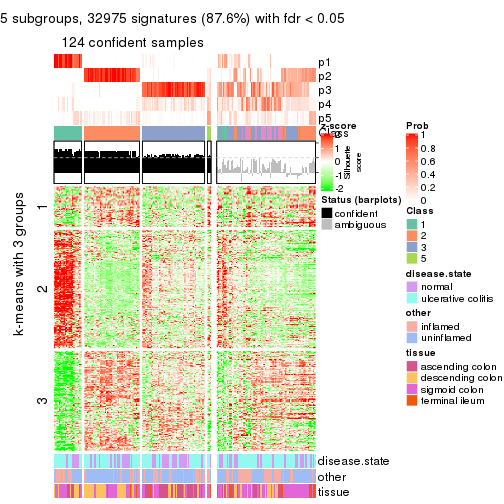 5 subgroups, 32975 signatures (87.6%) with fdr < 0.05
124 confident samples
p1
p2
p3
p4
p5
Class
z-score
2
1
0
-1
-2
Silhouette
score
k-means with 3 groups
1
2
3
Status (barplots)
confident
ambiguous
Prob
1
0.8
0.6
0.4
0.2
0
Class
1
2
3
5
disease.state
normal
ulcerative colitis
other
inflamed
uninflamed
tissue
ascending colon
descending colon
sigmoid colon
terminal ileum
disease.state
other
tissue